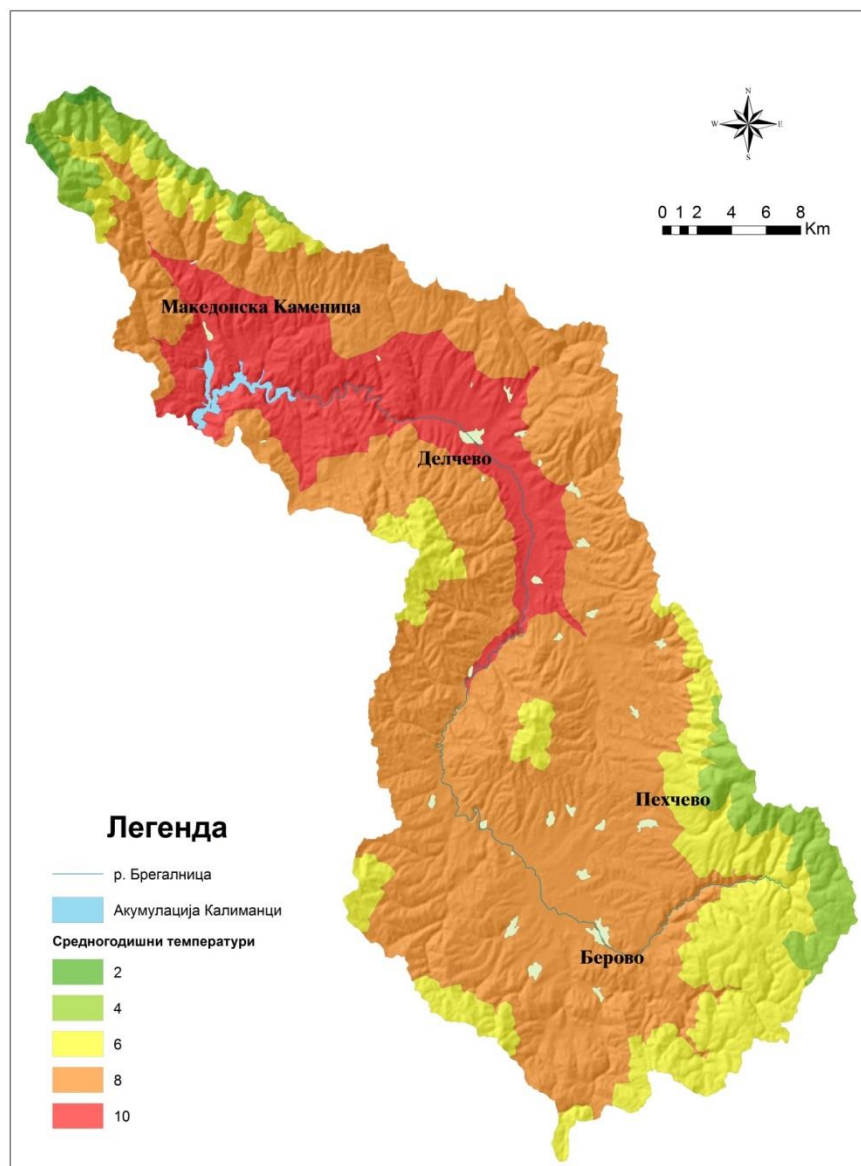 N
W E
S
0 1 2 4 6 8
Km
Македонска Каменица
Делчево
Пехчево
Берово
Легенда
р. Брегалница
Акумулација Калиманци
Средногодишни температури
2
4
6
8
10